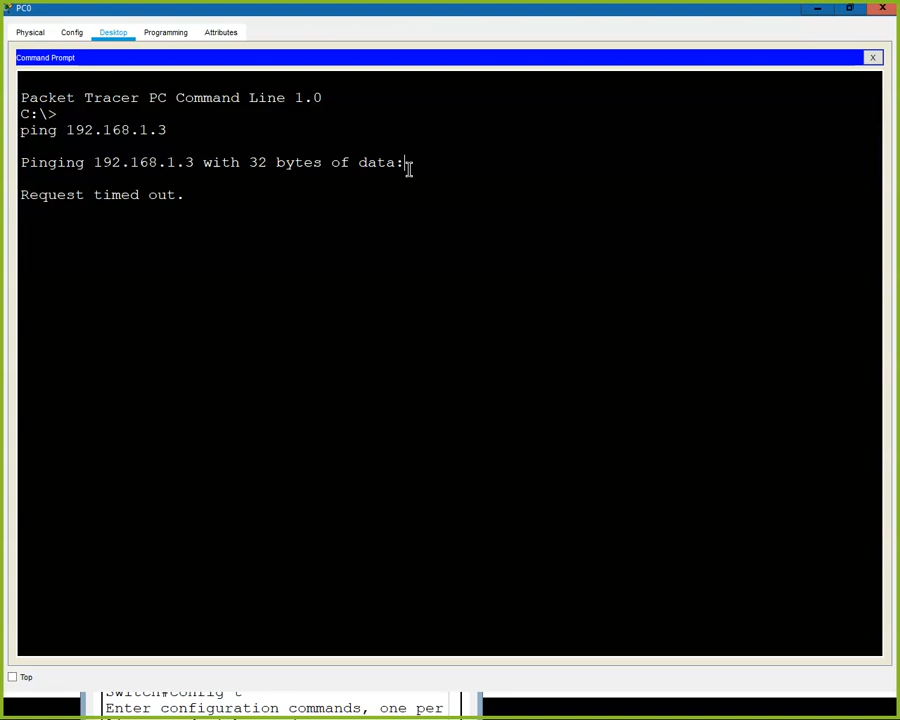 PC0
Physical Config Desktop Programming Attributes
Command Prompt X
Packet Tracer PC Command Line 1.0
C:\>
ping 192.168.1.3
Pinging 192.168.1.3 with 32 bytes of data:
Request timed out.
Top
Switch#config t
Enter configuration commands, one per